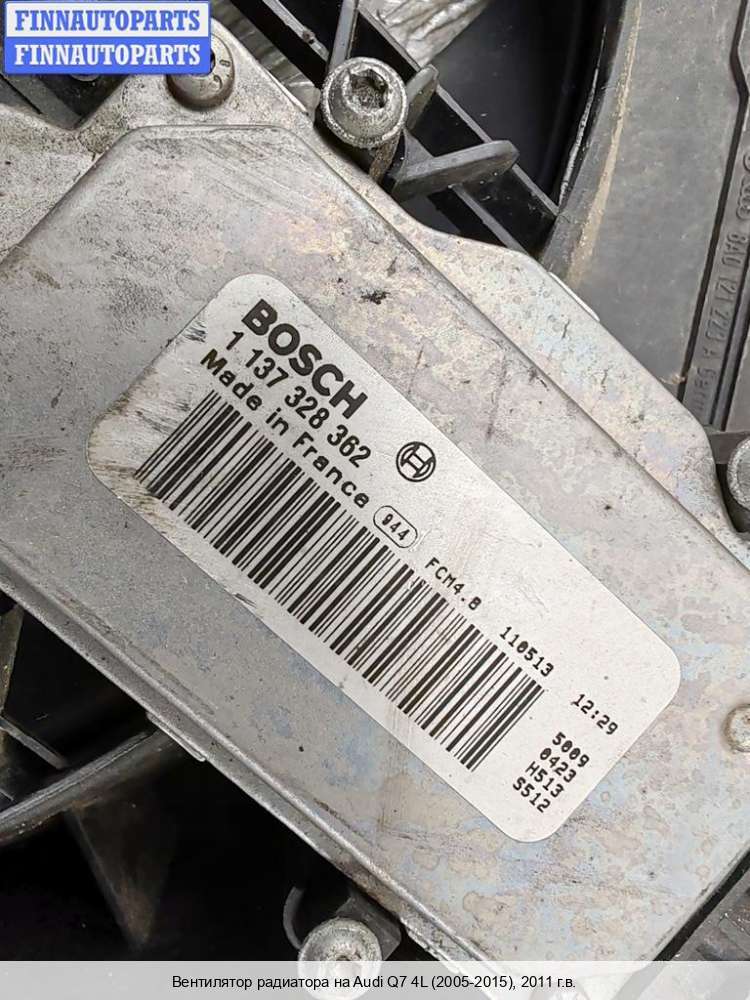 FINNAUTOPARTS
FINNAUTOPARTS
BOSCH
1 137 328 362
Made in France
944
FCM4.8 110513 12:29
5009
0423
H513
S512
Вентилятор радиатора на Audi Q7 4L (2005-2015), 2011 г.в.